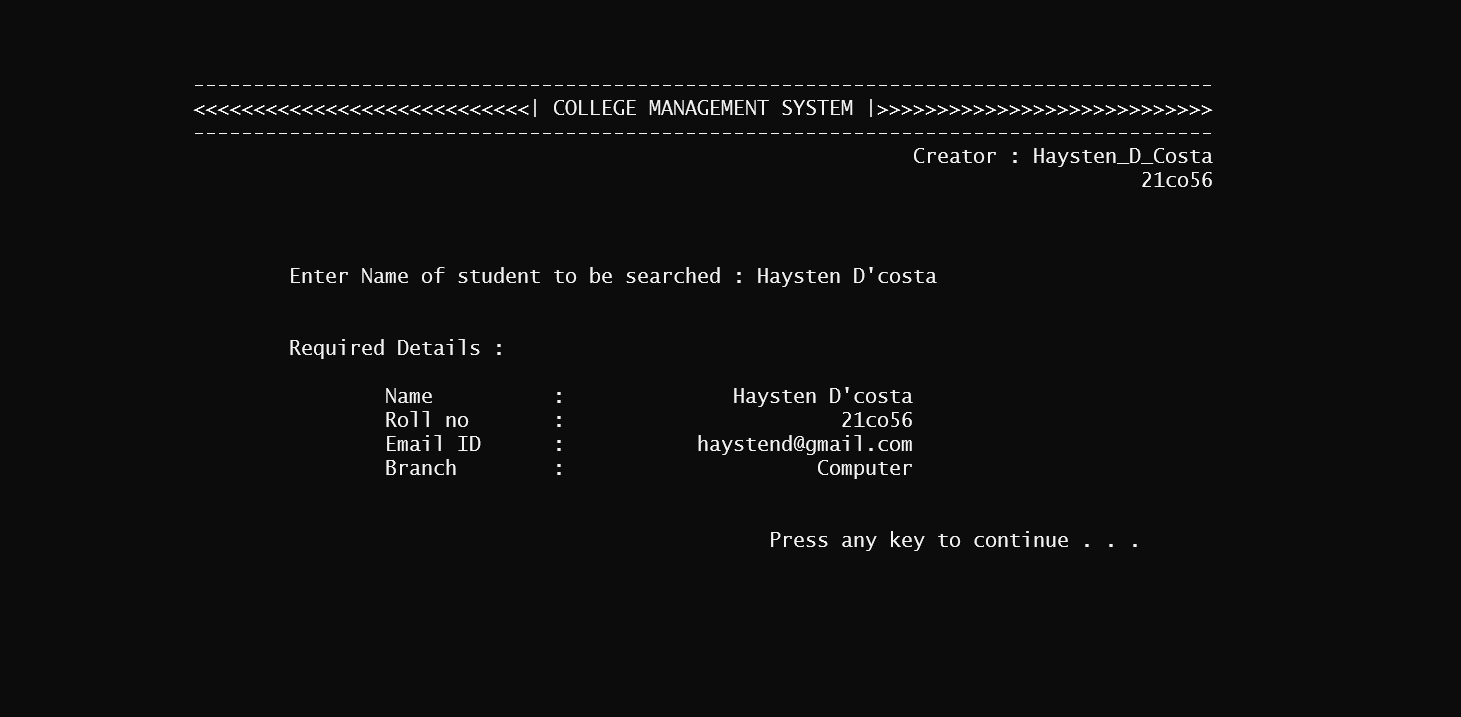 -------------------------------------------------------------------------------------
<<<<<<<<<<<<<<<<<<<<<<<<<<<<| COLLEGE MANAGEMENT SYSTEM |>>>>>>>>>>>>>>>>>>>>>>>>>>>>
-------------------------------------------------------------------------------------
Creator : Haysten_D_Costa
21co56
Enter Name of student to be searched : Haysten D'costa
Required Details :
Name : Haysten D'costa
Roll no : 21co56
Email ID : haystend@gmail.com
Branch : Computer
Press any key to continue . . .